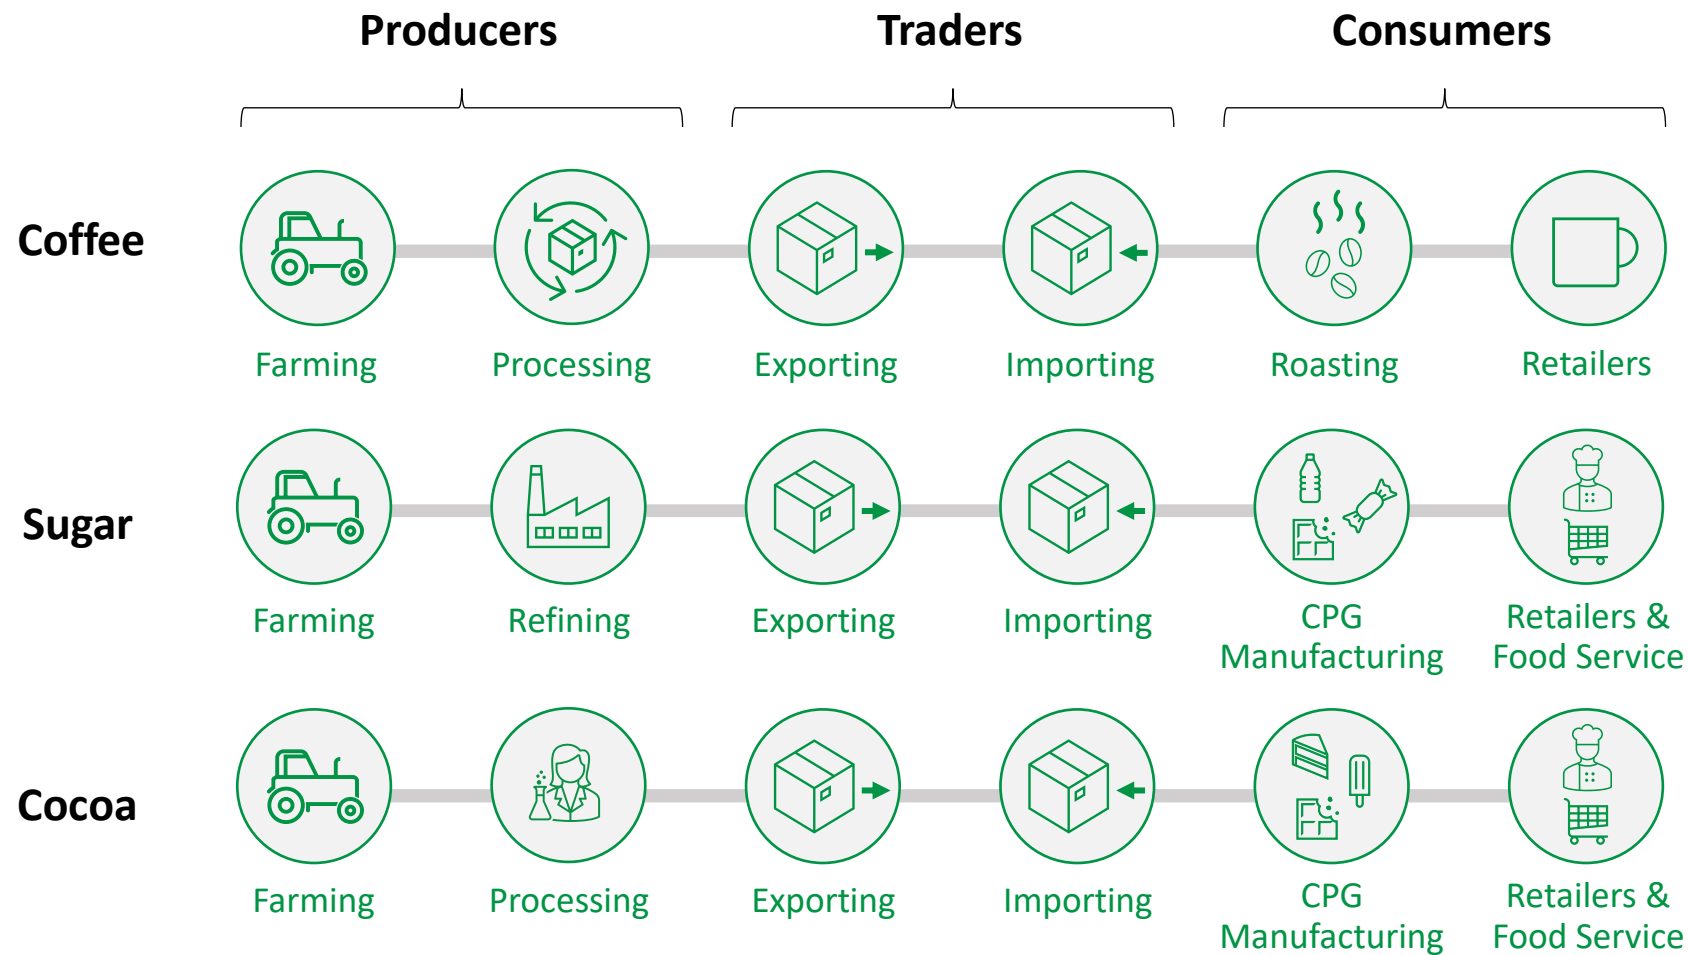 Producers Traders Consumers
Coffee
Farming Processing Exporting Importing Roasting Retailers
Sugar
Farming Refining Exporting Importing CPG Retailers &
Manufacturing Food Service
Cocoa
Farming Processing Exporting Importing CPG Retailers &
Manufacturing Food Service